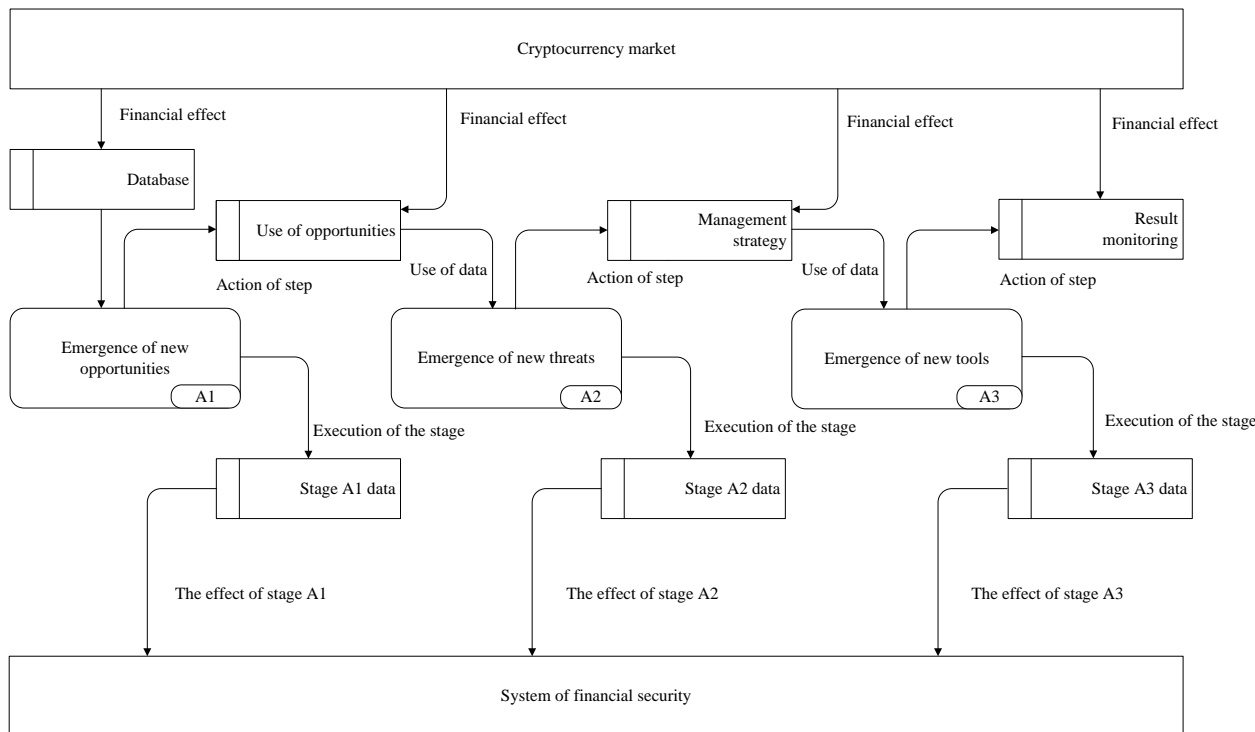 Cryptocurrency market
Financial effect
Financial effect
Financial effect
Financial effect
Database
Use of opportunities
Management
strategy
Result
monitoring
Use of data
Use of data
Action of step
Action of step
Action of step
Emergence of new
opportunities
A1
Emergence of new threats
A2
Emergence of new tools
A3
Execution of the stage
Execution of the stage
Execution of the stage
Stage A1 data
Stage A2 data
Stage A3 data
The effect of stage A1
The effect of stage A2
The effect of stage A3
System of financial security